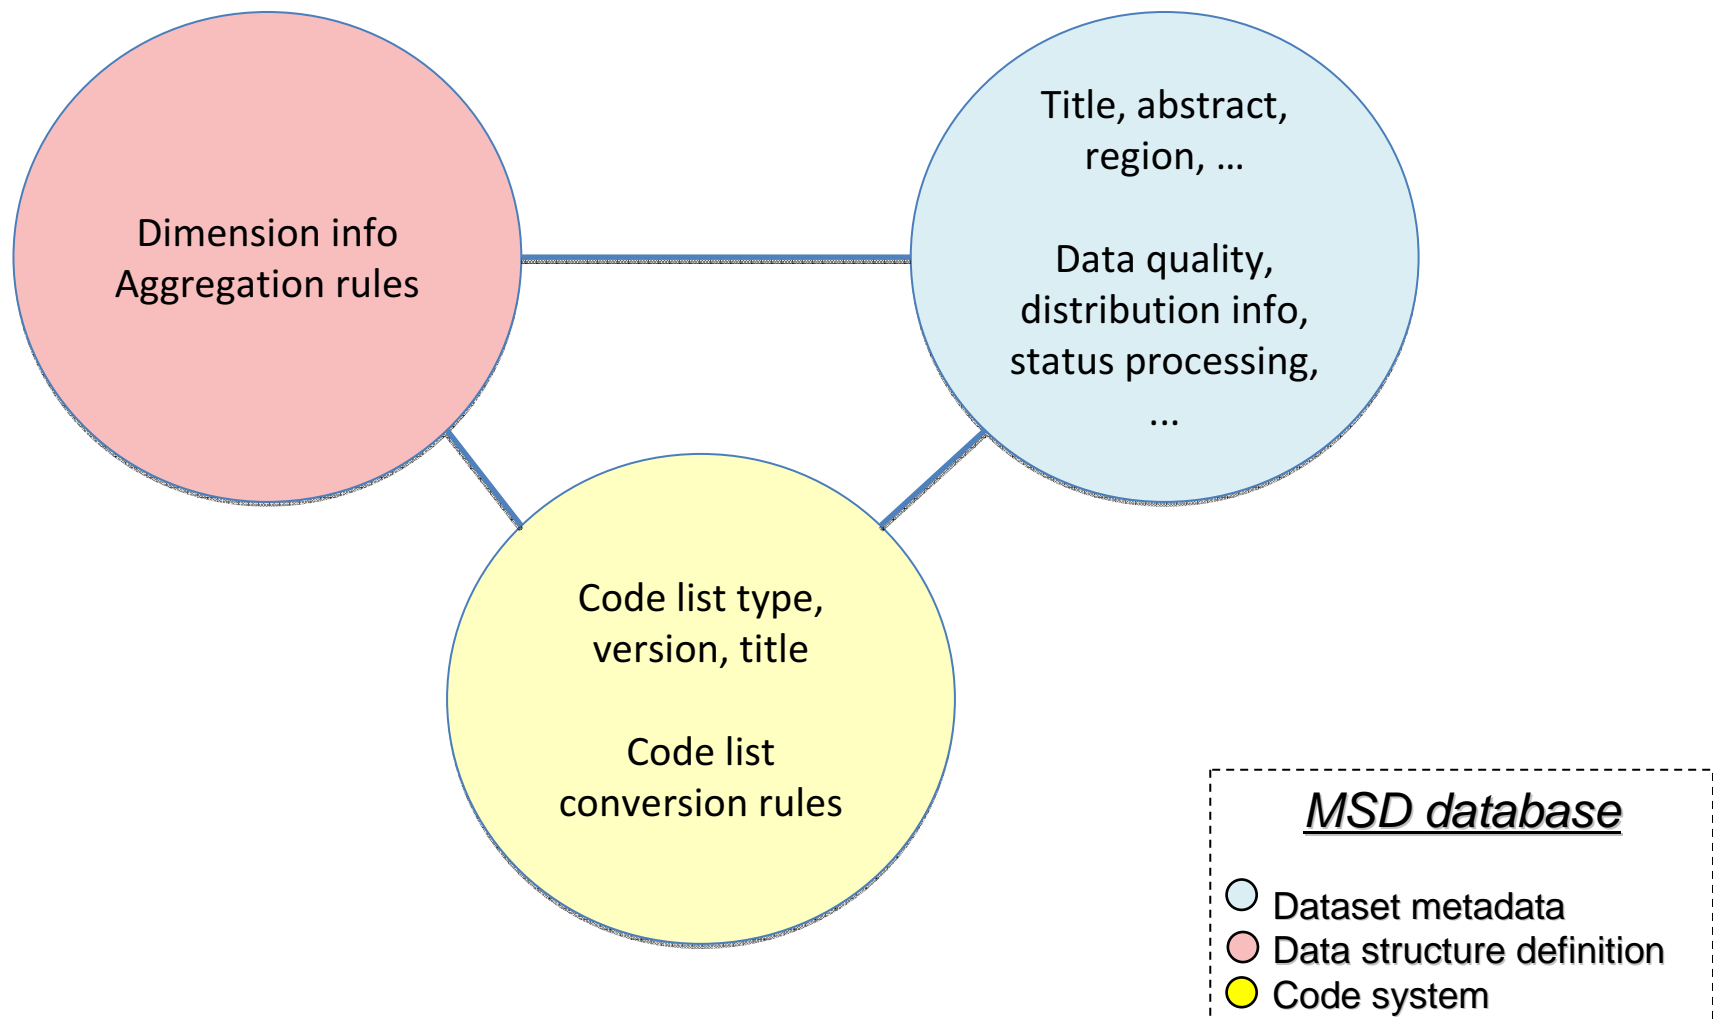 Dimension info
Aggregation rules
Title, abstract,
region, …
Data quality,
distribution info,
status processing,
...
Code list type,
version, title
Code list
conversion rules
MSD database
Dataset metadata
Data structure definition
Code system